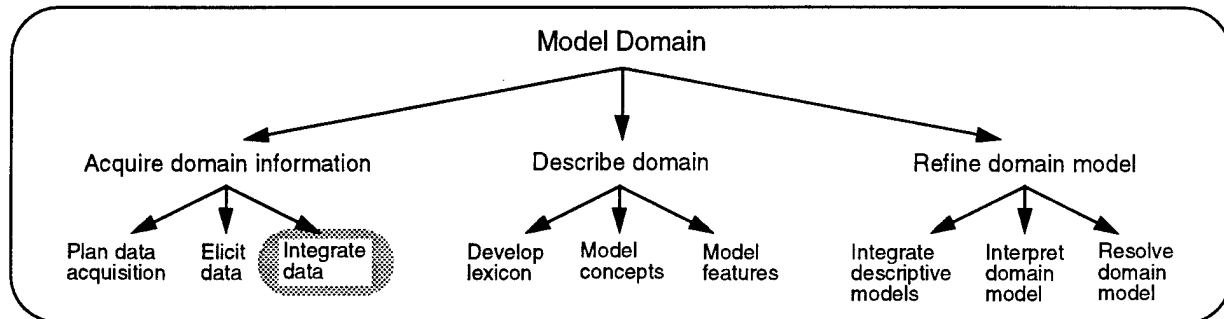 Model Domain
Acquire domain information
Describe domain
Refine domain model
Plan data
acquisition
Elicit
data
Integrate
data
Develop
lexicon
Model
concepts
Model
features
Integrate
descriptive
models
Interpret
domain
model
Resolve
domain
model